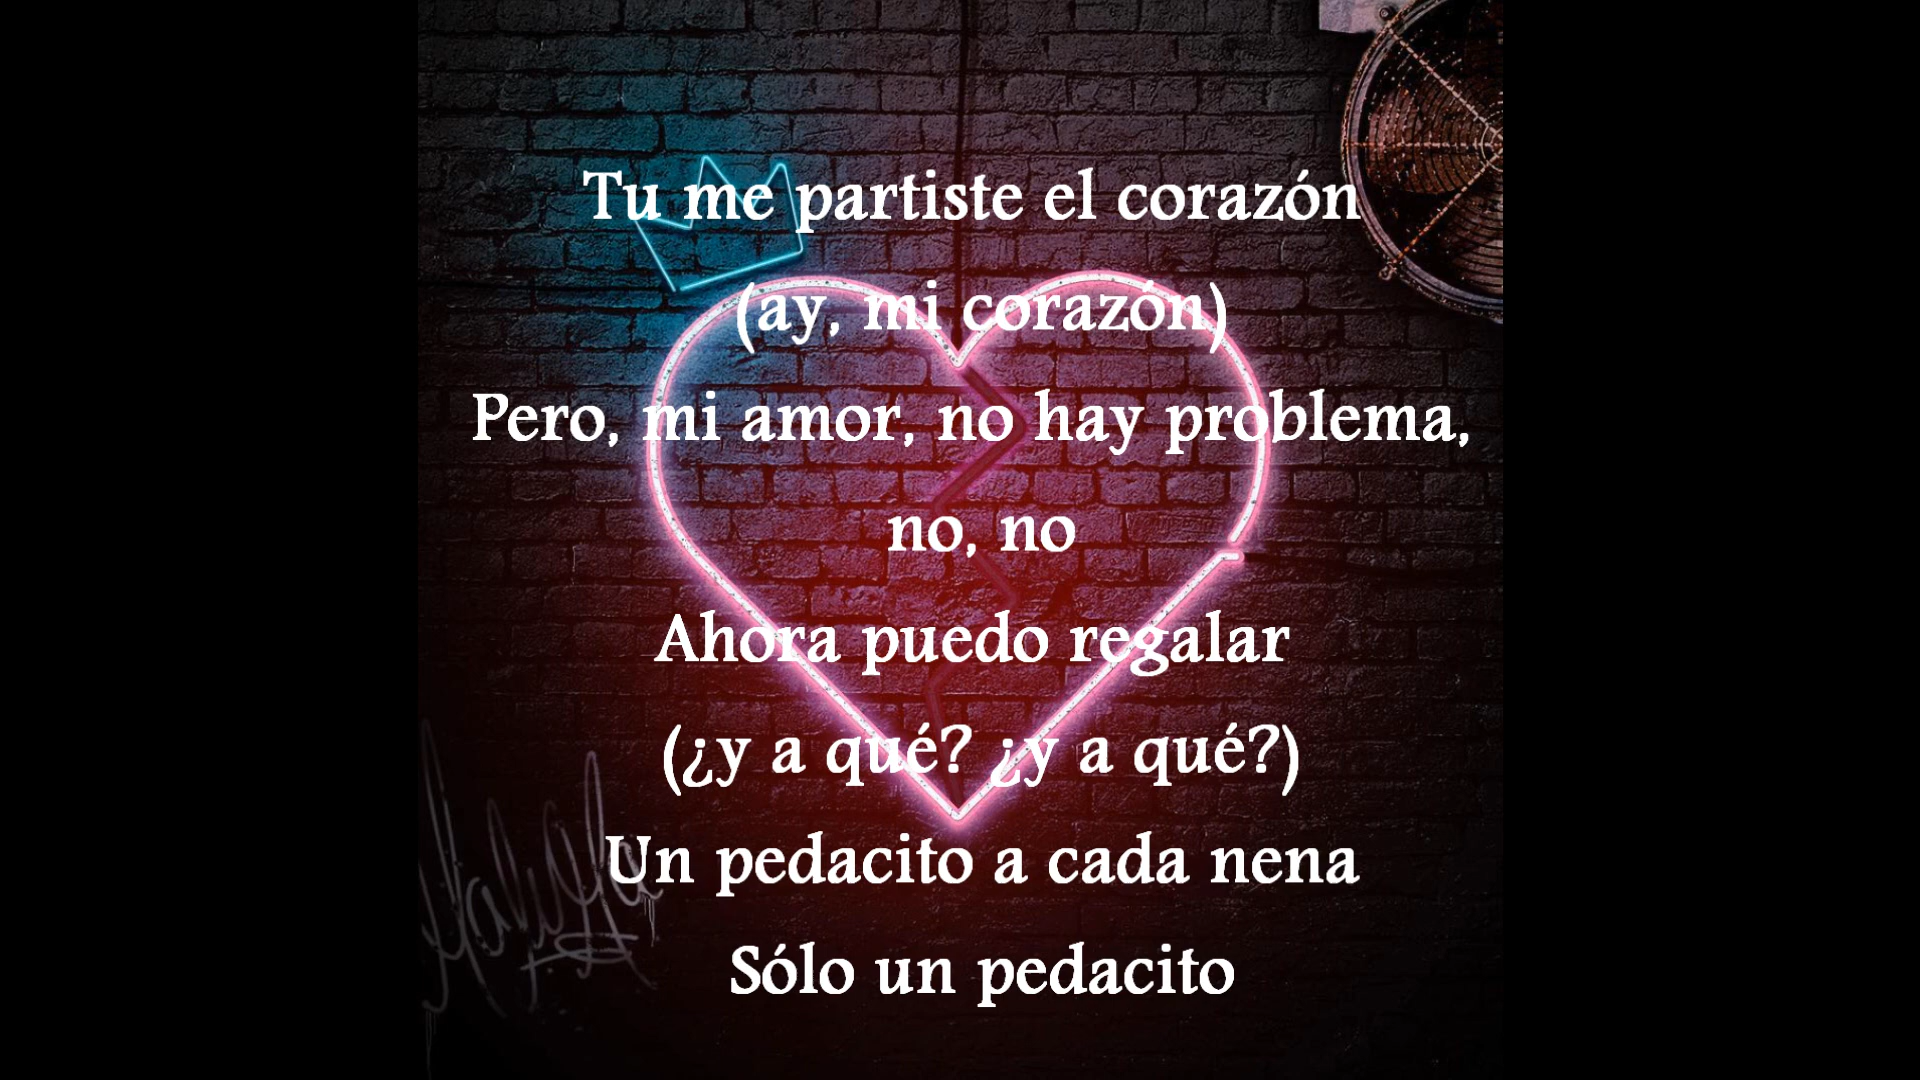 Tu me partiste el corazón
(ay, mi corazón)
Pero, mi amor, no hay problema,
no, no
Ahora puedo regalar
(¿y a qué? ¿y a qué?)
Un pedacito a cada nena
Sólo un pedacito